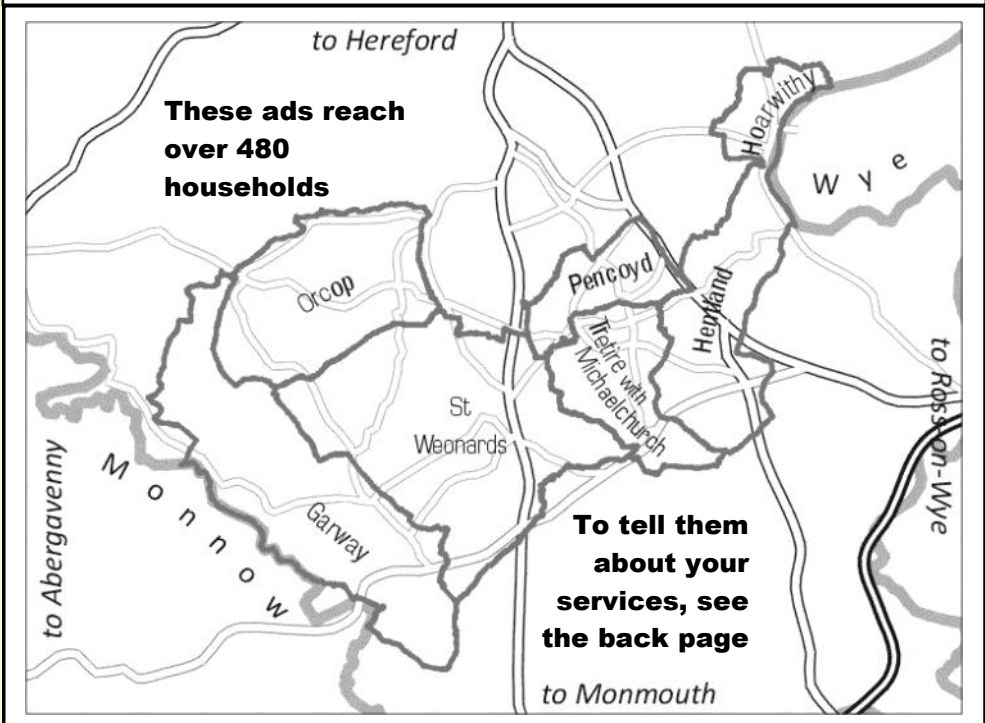 to Hereford
These ads reach
over 480
households
Hoarwithy
Wye
Orcop
Pencoyd
Hentland
Tretire with
Michaelchurch
St
Weonards
to Ross-on-Wye
to Abergavenny
Monnow
Garway
To tell them
about your
services, see
the back page
to Monmouth